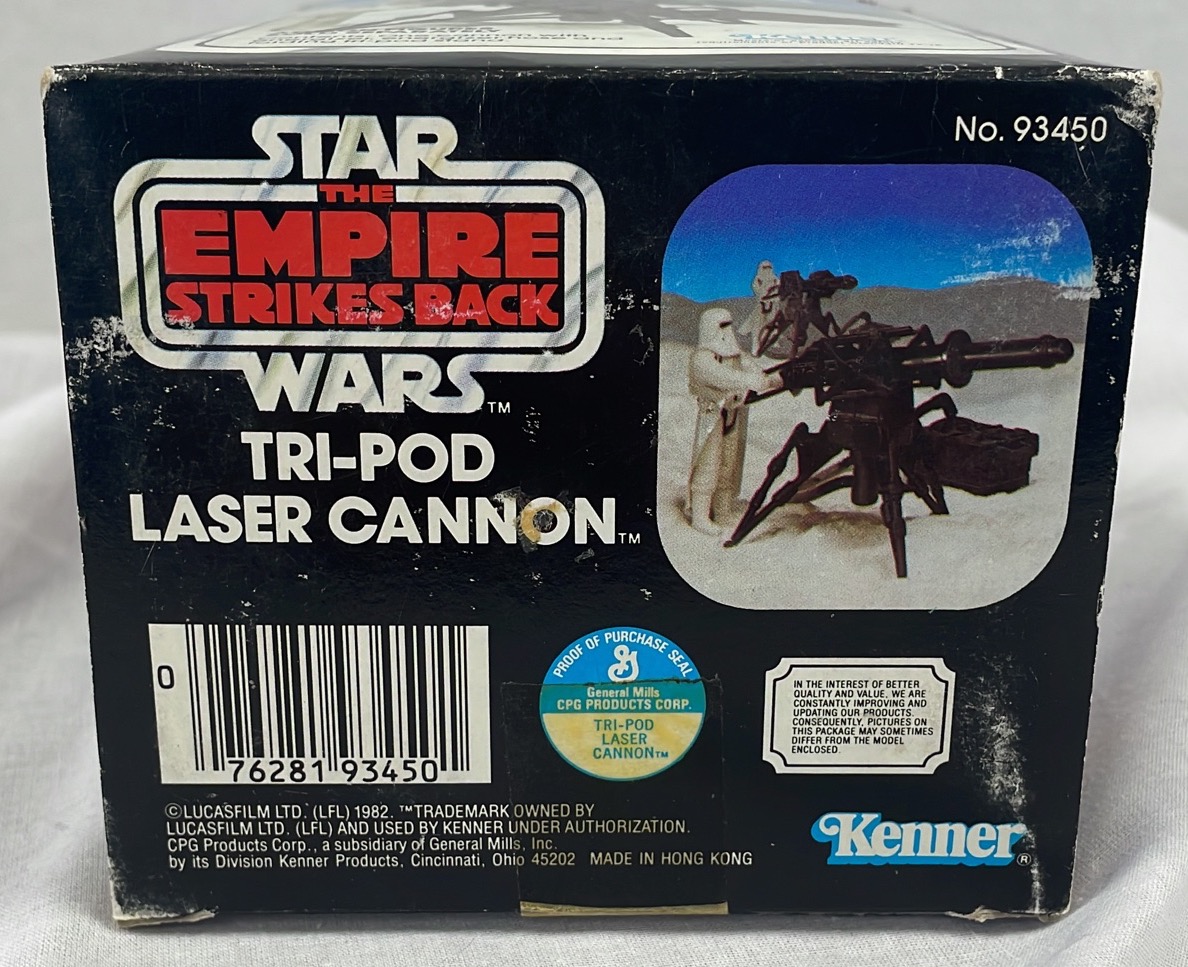 No. 93450
STAR
THE
EMPIRE
STRIKES BACK
WARS™
TRI-POD
LASER CANNON™
0
76281 93450
PROOF OF PURCHASE SEAL
G
General Mills
CPG PRODUCTS CORP.
TRI-POD
LASER
CANNON™
IN THE INTEREST OF BETTER
QUALITY AND VALUE, WE ARE
CONSTANTLY IMPROVING AND
UPDATING OUR PRODUCTS.
CONSEQUENTLY, PICTURES ON
THIS PACKAGE MAY SOMETIMES
DIFFER FROM THE MODEL
ENCLOSED.
©LUCASFILM LTD. (LFL) 1982. ™TRADEMARK OWNED BY
LUCASFILM LTD. (LFL) AND USED BY KENNER UNDER AUTHORIZATION.
CPG Products Corp., a subsidiary of General Mills, Inc.
by its Division Kenner Products, Cincinnati, Ohio 45202 MADE IN HONG KONG
Kenner®